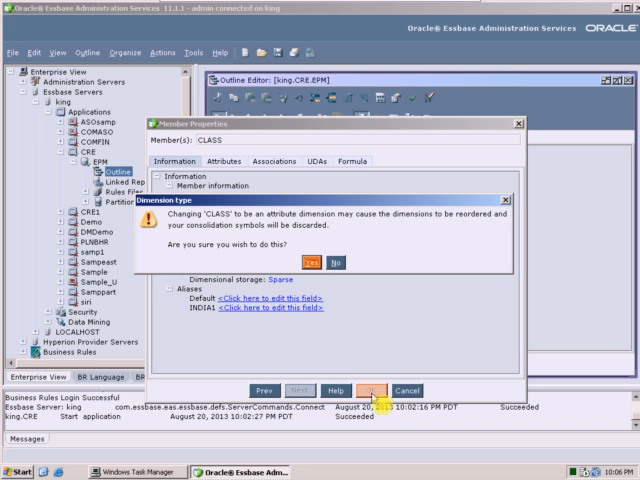 Oracle® Essbase Administration Services 11.1.1 - admin connected on king
Oracle® Essbase Administration Services ORACLE
File Edit View Outline Organize Actions Tools Help
Enterprise View
Administration Servers
Essbase Servers
king
Applications
ASOsamp
COMASO
COMFIN
CRE
EPM
Outline
Linked Rep
Rules Files
Partition
CRE1
Demo
DMDemo
PLNBHR
samp1
Sampeast
Sample
Sample_U
Samppart
siri
Security
Data Mining
LOCALHOST
Hyperion Provider Servers
Business Rules
Enterprise View BR Language BR
Outline Editor: [king.CRE.EPM]
Member Properties
Member(s): CLASS
Information Attributes Associations UDAs Formula
Information
Member information
Dimension type
Changing 'CLASS' to be an attribute dimension may cause the dimensions to be reordered and
your consolidation symbols will be discarded.
Are you sure you wish to do this?
Yes No
Dimensional storage: Sparse
Aliases
Default <Click here to edit this field>
INDIA1 <Click here to edit this field>
Prev Next Help OK Cancel
Business Rules Login Successful
Essbase Server: king com.essbase.eas.essbase.defs.ServerCommands.Connect August 20, 2013 10:02:16 PM PDT Succeeded
king.CRE Start application August 20, 2013 10:02:27 PM PDT Succeeded
Messages
Start Windows Task Manager Oracle® Essbase Adm... 10:06 PM